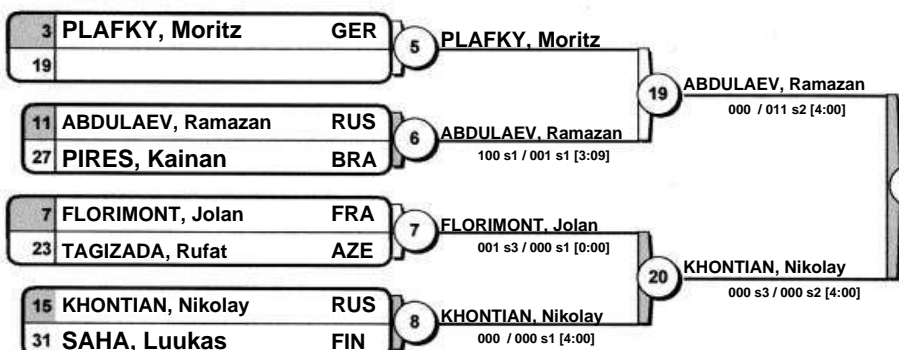 3 PLAFKY, Moritz GER
19
5 PLAFKY, Moritz
11 ABDULAEV, Ramazan RUS
27 PIRES, Kainan BRA
6 ABDULAEV, Ramazan
100 s1 / 001 s1 [3:09]
19 ABDULAEV, Ramazan
000 / 011 s2 [4:00]
7 FLORIMONT, Jolan FRA
23 TAGIZADA, Rufat AZE
7 FLORIMONT, Jolan
001 s3 / 000 s1 [0:00]
15 KHONTIAN, Nikolay RUS
31 SAHA, Luukas FIN
8 KHONTIAN, Nikolay
000 / 000 s1 [4:00]
20 KHONTIAN, Nikolay
000 s3 / 000 s2 [4:00]